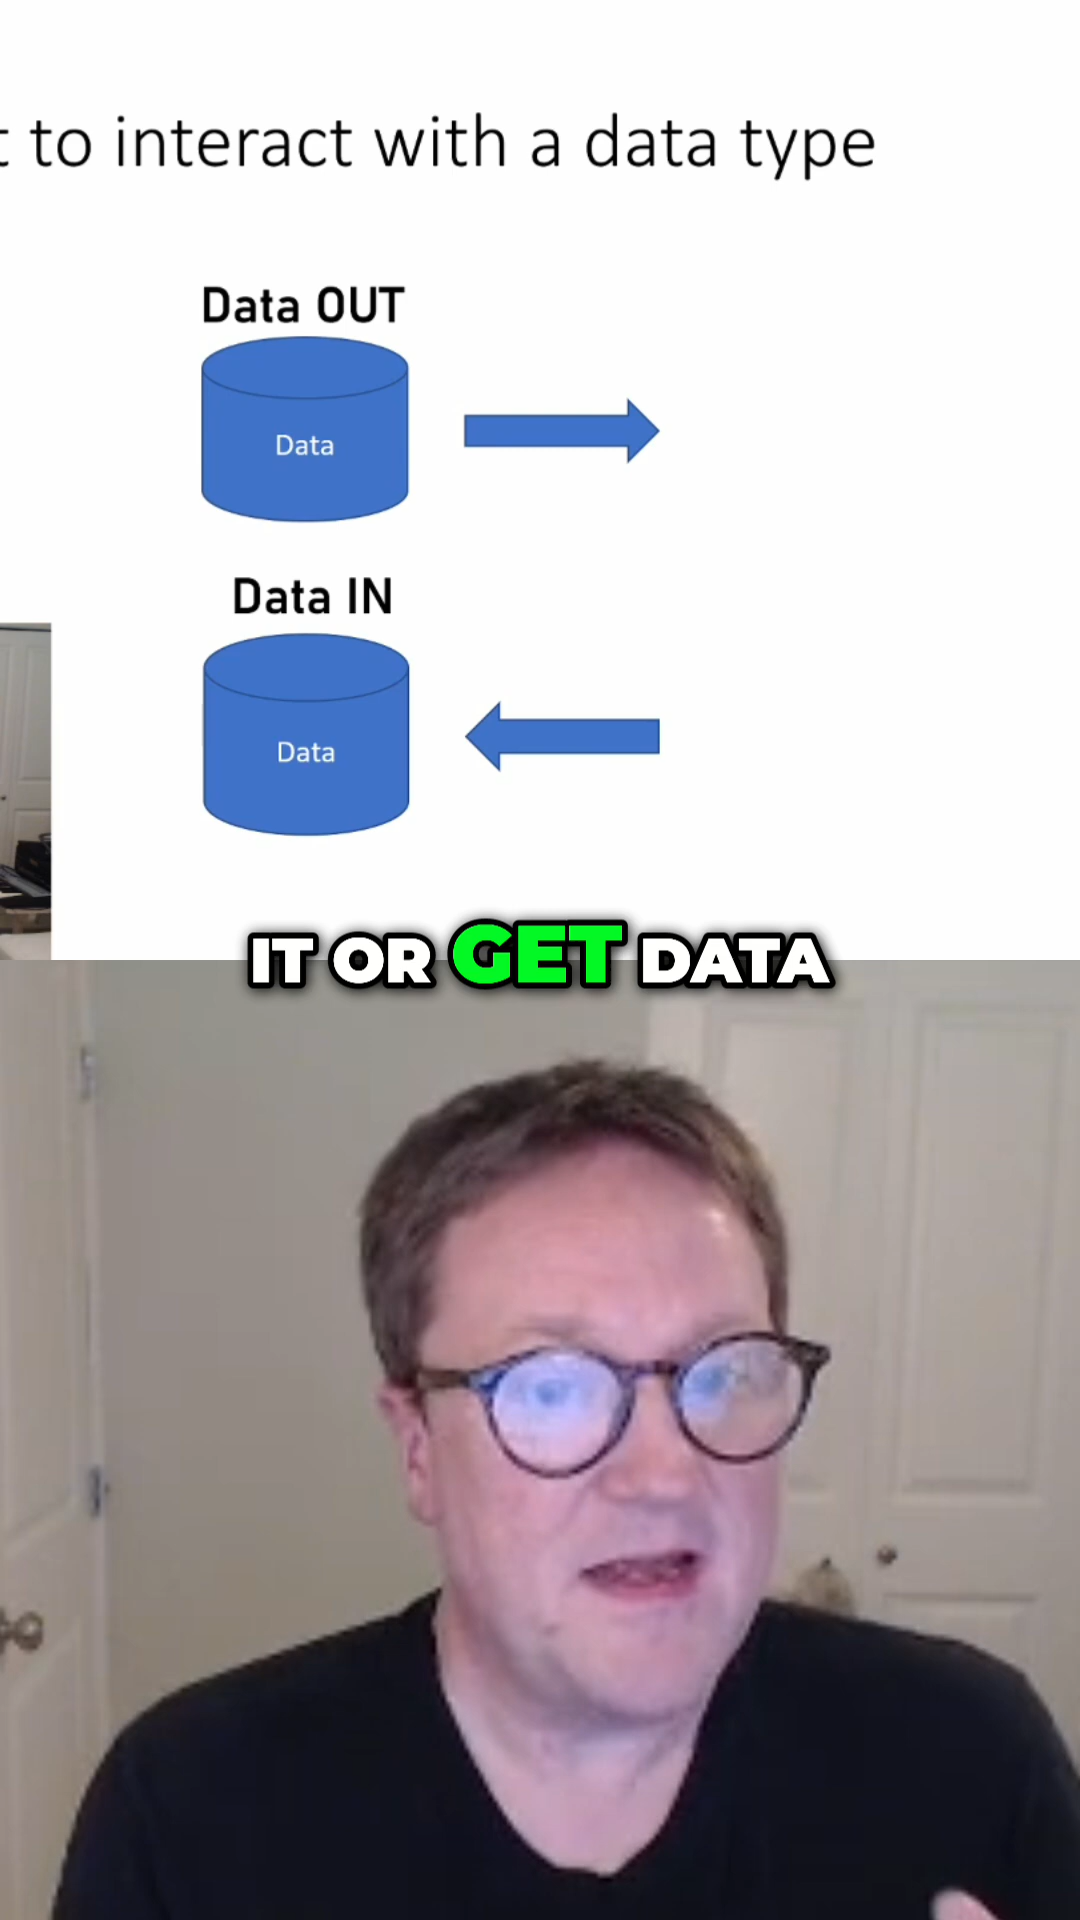 to interact with a data type
Data OUT
Data
Data IN
Data
IT OR GET DATA